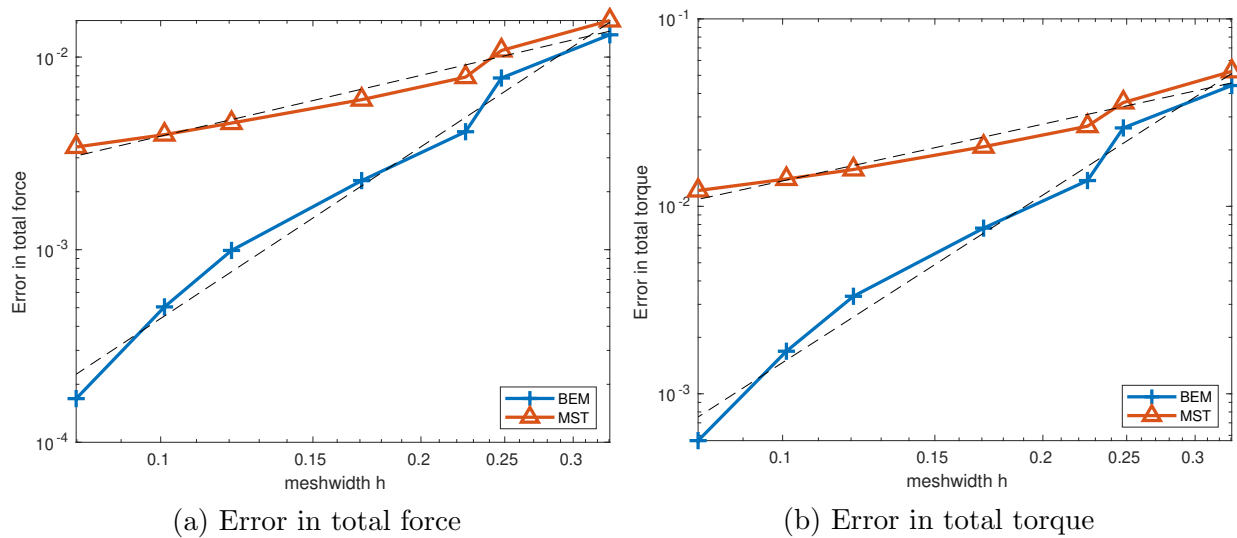 Error in total force
10^-2
10^-3
10^-4
0.1 0.15 0.2 0.25 0.3
meshwidth h
BEM
MST
(a) Error in total force
Error in total torque
10^-1
10^-2
10^-3
0.1 0.15 0.2 0.25 0.3
meshwidth h
BEM
MST
(b) Error in total torque